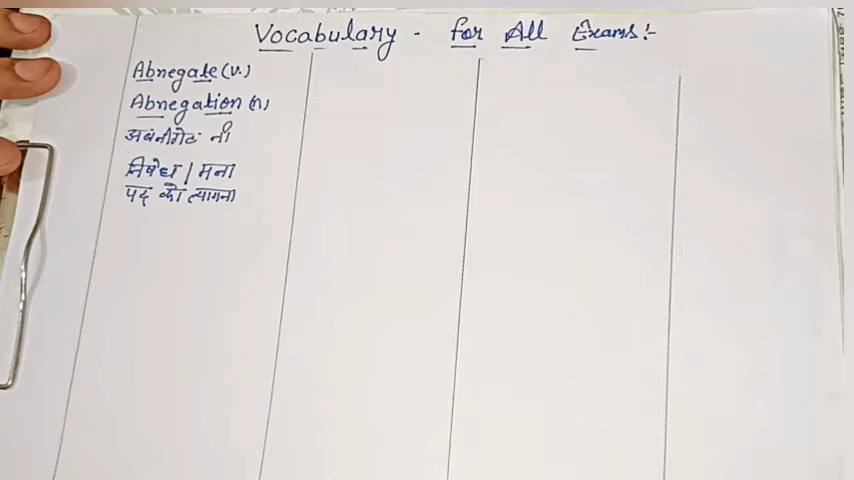 Vocabulary - for All Exams:-
Abnegate (v.)
Abnegation (n)
अबनीगेट नी
निषेध / मना
पद को त्यागना